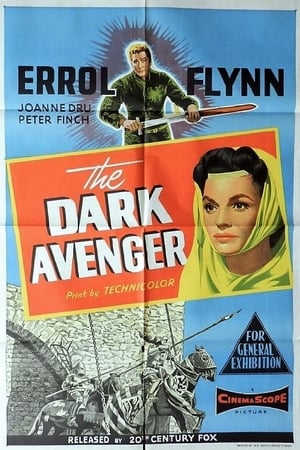 ERROL FLYNN
JOANNE DRU
PETER FINCH
The
DARK
AVENGER
Print by TECHNICOLOR
FOR
GENERAL
EXHIBITION
A
CINEMASCOPE
PICTURE
RELEASED BY 20TH CENTURY FOX